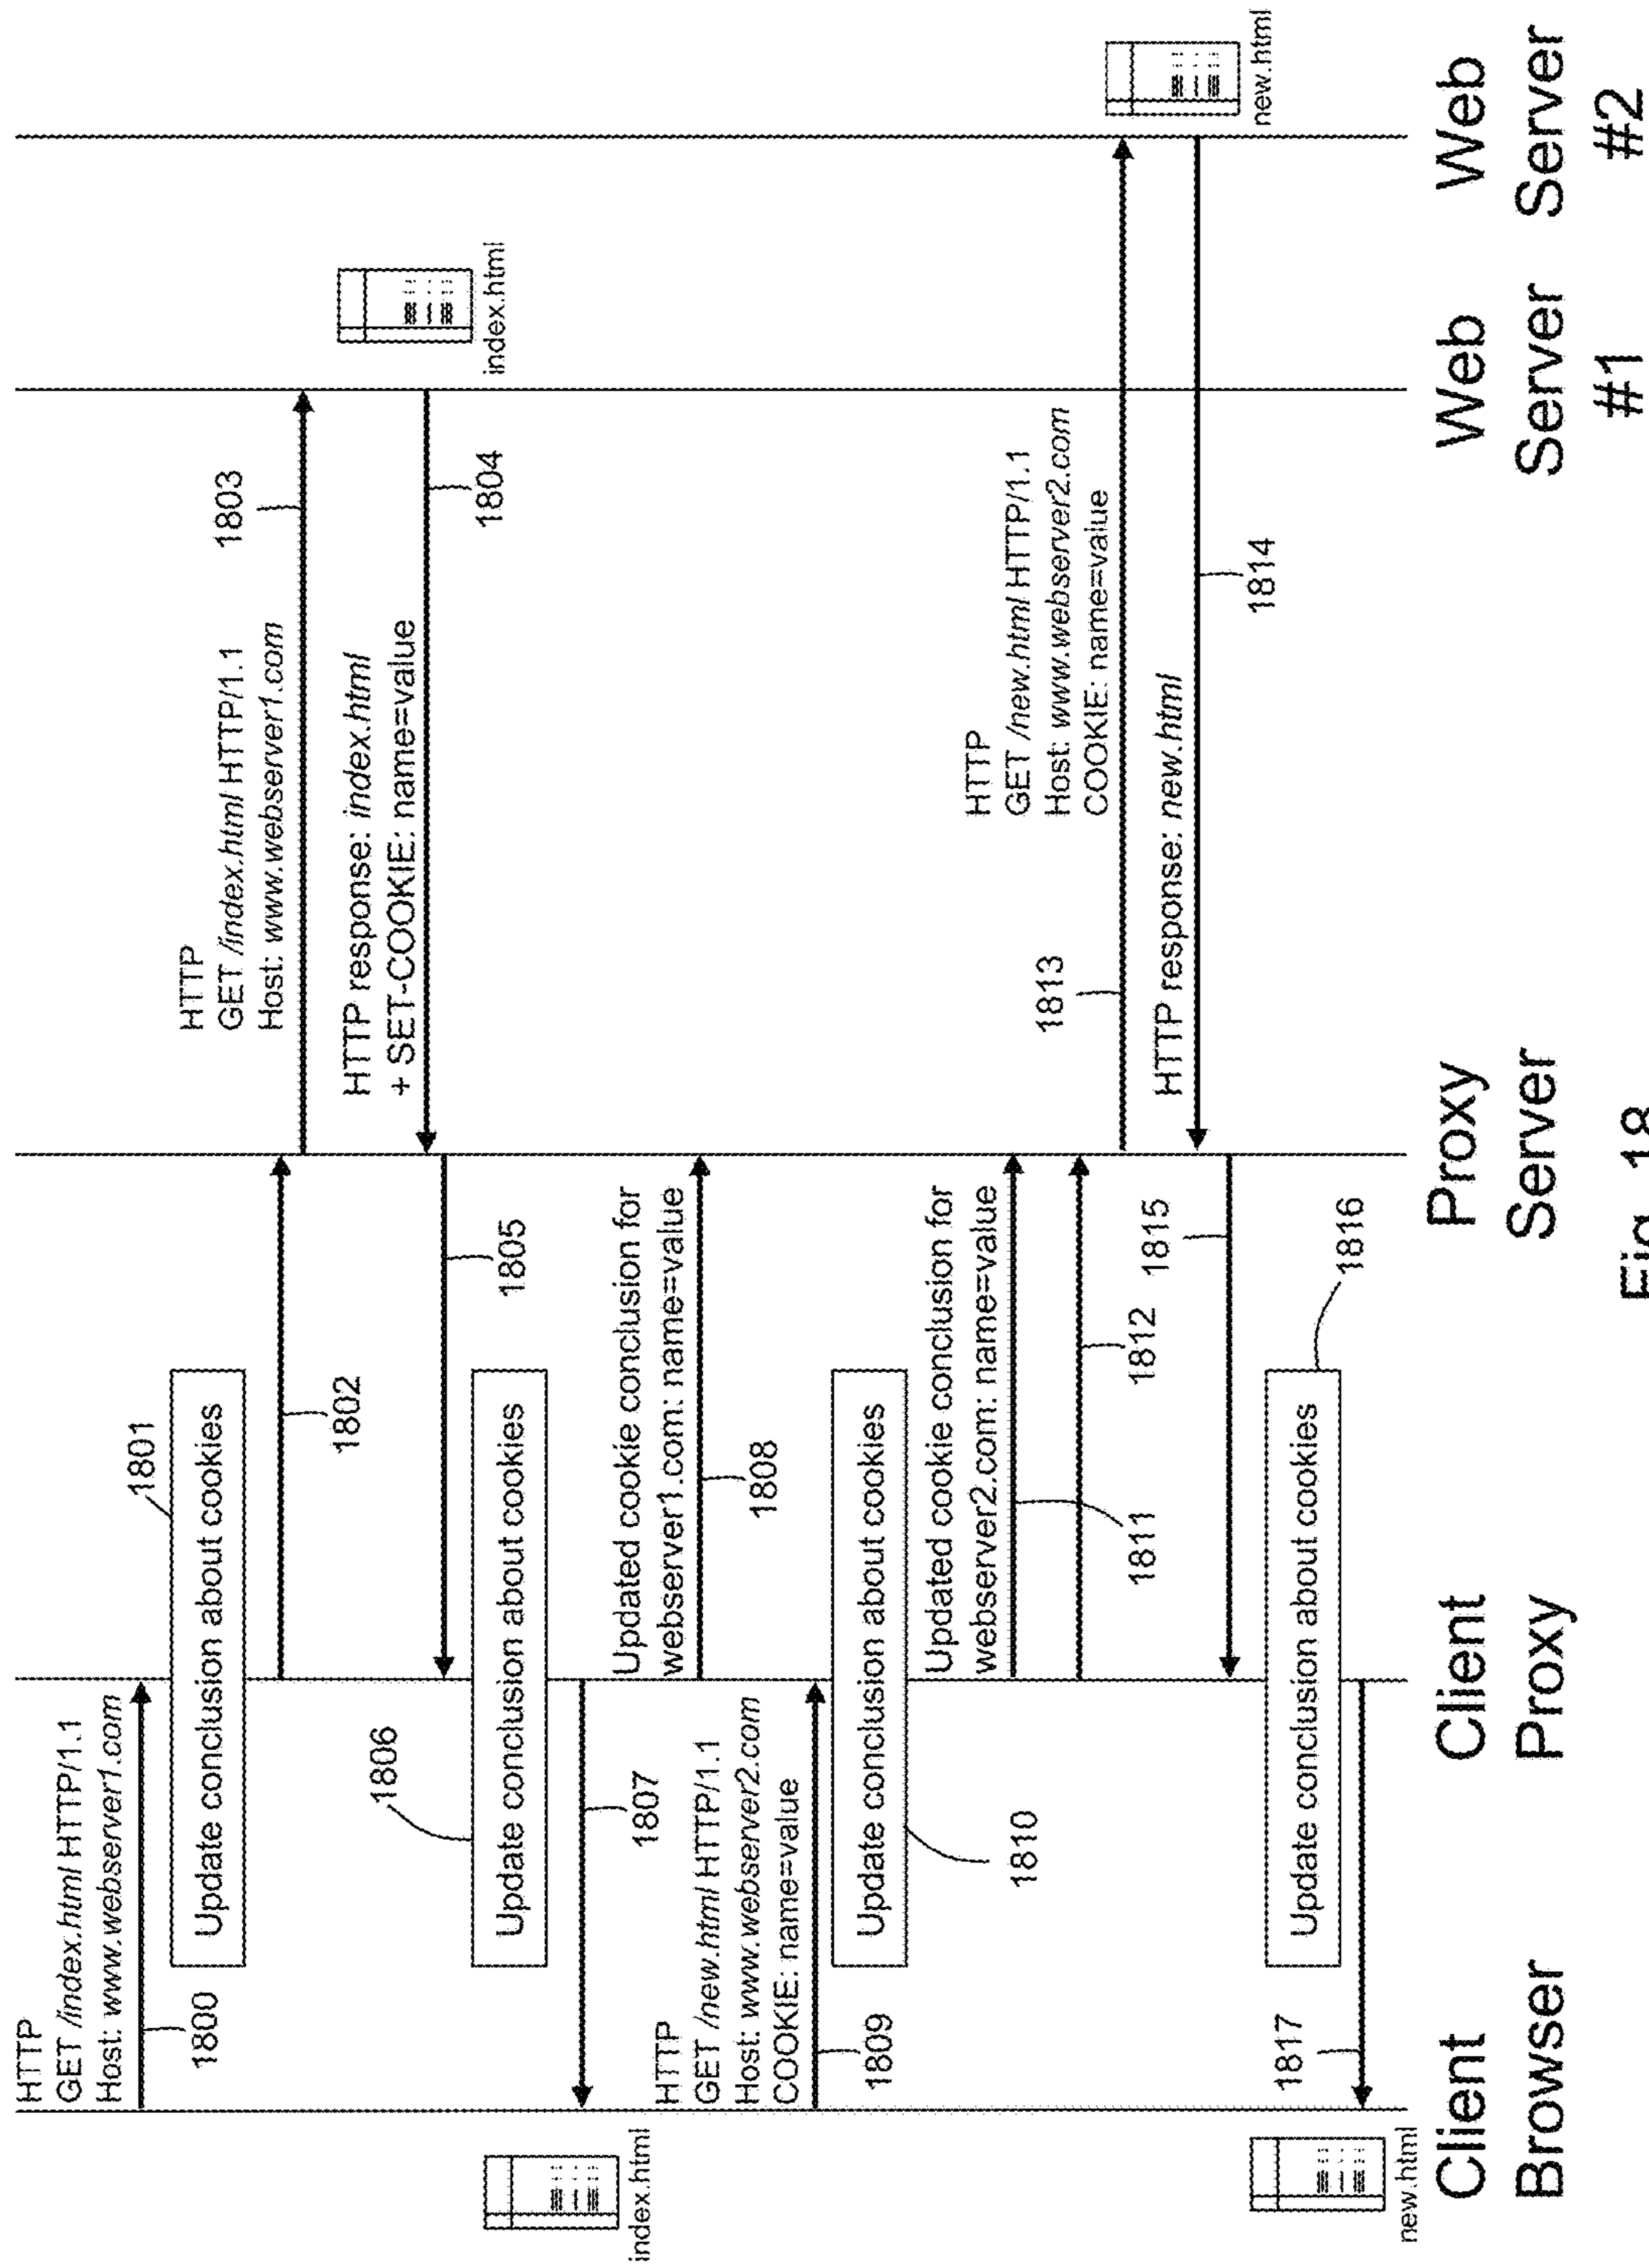 HTTP
GET /index.html HTTP/1.1
Host: www.webserver1.com
1800
1801
Update conclusion about cookies
1802
HTTP
GET /index.html HTTP/1.1
Host: www.webserver1.com
1803
HTTP response: index.html
+ SET-COOKIE: name=value
1804
index.html
1805
1806
Update conclusion about cookies
1807
index.html
Updated cookie conclusion for
webserver1.com: name=value
1808
HTTP
GET /new.html HTTP/1.1
Host: www.webserver2.com
COOKIE: name=value
1809
Update conclusion about cookies
1810
Updated cookie conclusion for
webserver2.com: name=value
1811
1812
HTTP
GET /new.html HTTP/1.1
Host: www.webserver2.com
COOKIE: name=value
1813
new.html
HTTP response: new.html
1814
1815
Update conclusion about cookies
1816
1817
new.html
Client
Browser
Client
Proxy
Proxy
Server
Web
Server
#1
Web
Server
#2
Fig. 18